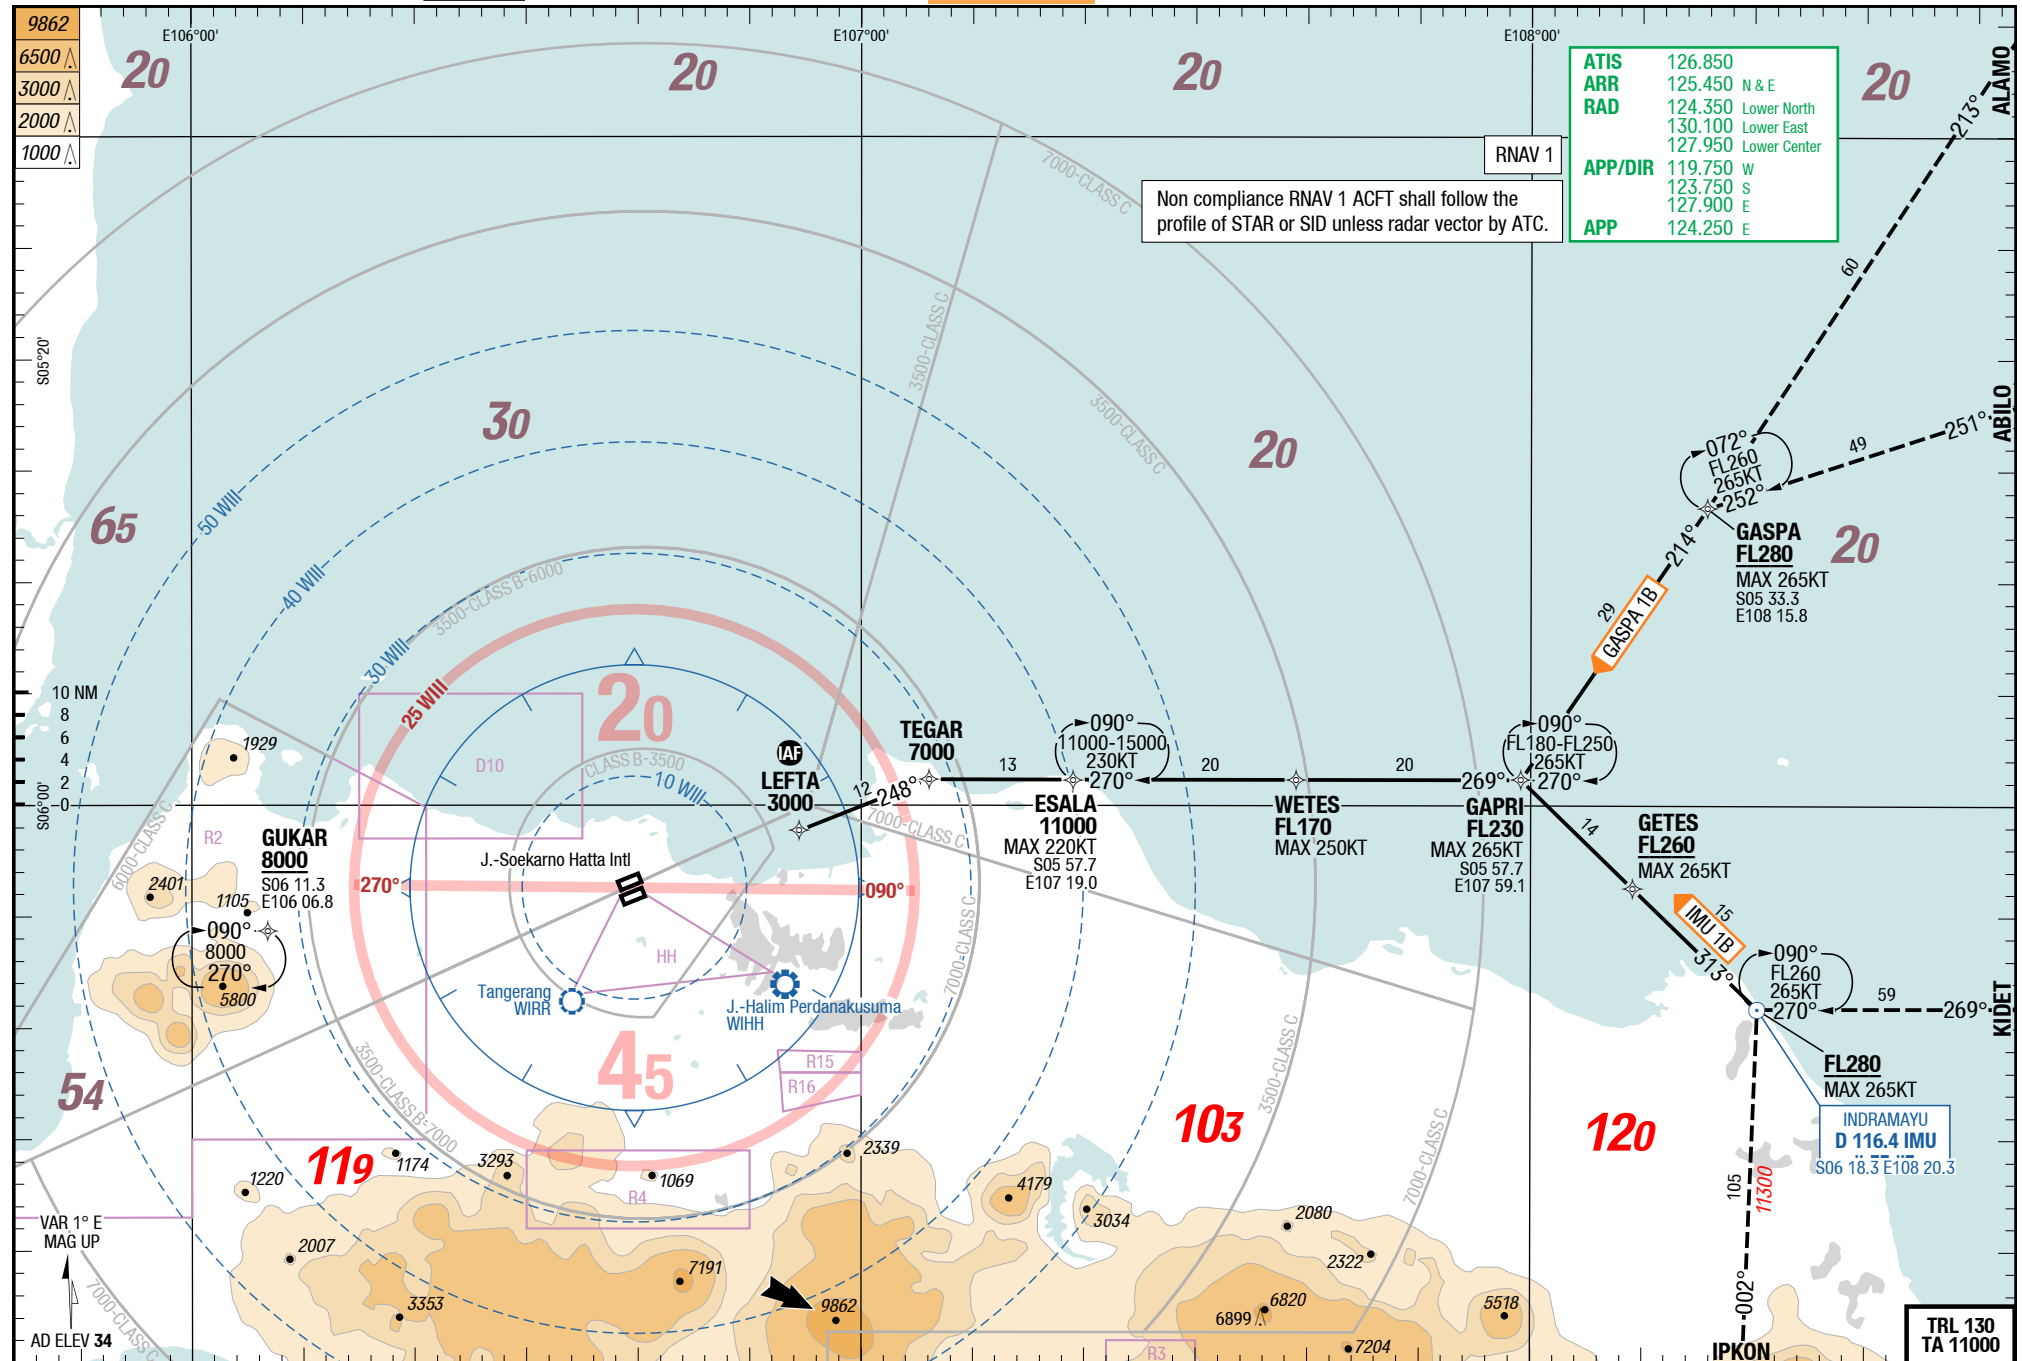 9862
6500
3000
2000
1000
E106°00'
E107°00'
E108°00'
20
20
20
20
ATIS 126.850
ARR 125.450 N & E
RAD 124.350 Lower North
130.100 Lower East
127.950 Lower Center
APP/DIR 119.750 W
123.750 S
127.900 E
APP 124.250 E
ALAMO
213°
60
RNAV 1
Non compliance RNAV 1 ACFT shall follow the
profile of STAR or SID unless radar vector by ATC.
7000-CLASS C
3500-CLASS C
3500-CLASS C
S05°20'
30
20
65
50 WIII
40 WIII
30 WIII
25 WIII
10 WIII
3500-CLASS B-6000
CLASS B-3500
ABILO
251°
49
072°
FL260
265KT
252°
GASPA
FL280
MAX 265KT
S05 33.3
E108 15.8
20
214°
29
GASPA 1B
10 NM
8
6
4
2
0
S06°00'
1929
D10
20
IAF
LEFTA
3000
12
248°
TEGAR
7000
13
090°
11000-15000
230KT
270°
20
20
269°
090°
FL180-FL250
265KT
270°
ESALA
11000
MAX 220KT
S05 57.7
E107 19.0
WETES
FL170
MAX 250KT
GAPRI
FL230
MAX 265KT
S05 57.7
E107 59.1
14
GETES
FL260
MAX 265KT
15
IMU 1B
313°
6000-CLASS C
R2
GUKAR
8000
S06 11.3
E106 06.8
J.-Soekarno Hatta Intl
7000-CLASS C
270°
090°
2401
1105
090°
8000
270°
5800
HH
Tangerang
WIRR
J.-Halim Perdanakusuma
WIHH
7000-CLASS C
090°
FL260
265KT
270°
59
269°
KIDET
FL280
MAX 265KT
INDRAMAYU
D 116.4 IMU
S06 18.3 E108 20.3
54
45
R15
R16
3500-CLASS B-7000
3500-CLASS C
7000-CLASS C
103
120
119
1174
1220
3293
1069
R4
2339
4179
3034
2080
2322
105
11300
002°
IPKON
VAR 1° E
MAG UP
2007
3353
7191
9862
6820
6899
7204
5518
R3
7000-CLASS C
AD ELEV 34
TRL 130
TA 11000